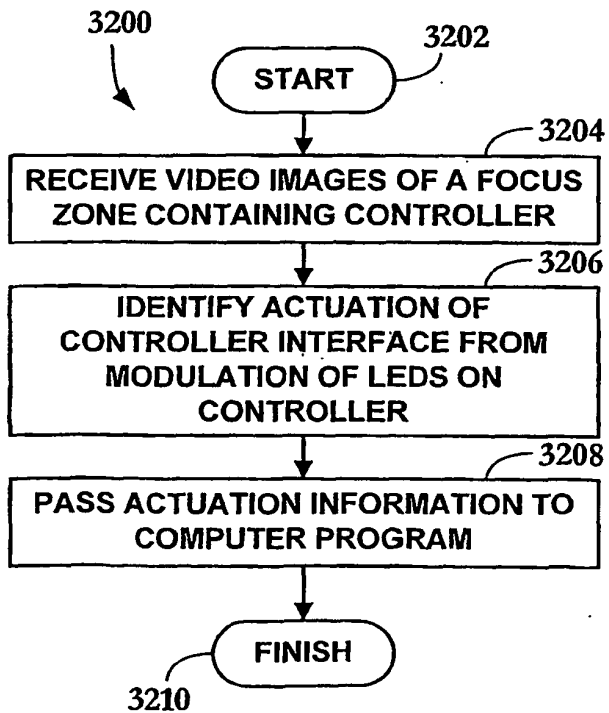 3200
3202
START
3204
RECEIVE VIDEO IMAGES OF A FOCUS
ZONE CONTAINING CONTROLLER
3206
IDENTIFY ACTUATION OF
CONTROLLER INTERFACE FROM
MODULATION OF LEDS ON
CONTROLLER
3208
PASS ACTUATION INFORMATION TO
COMPUTER PROGRAM
FINISH
3210